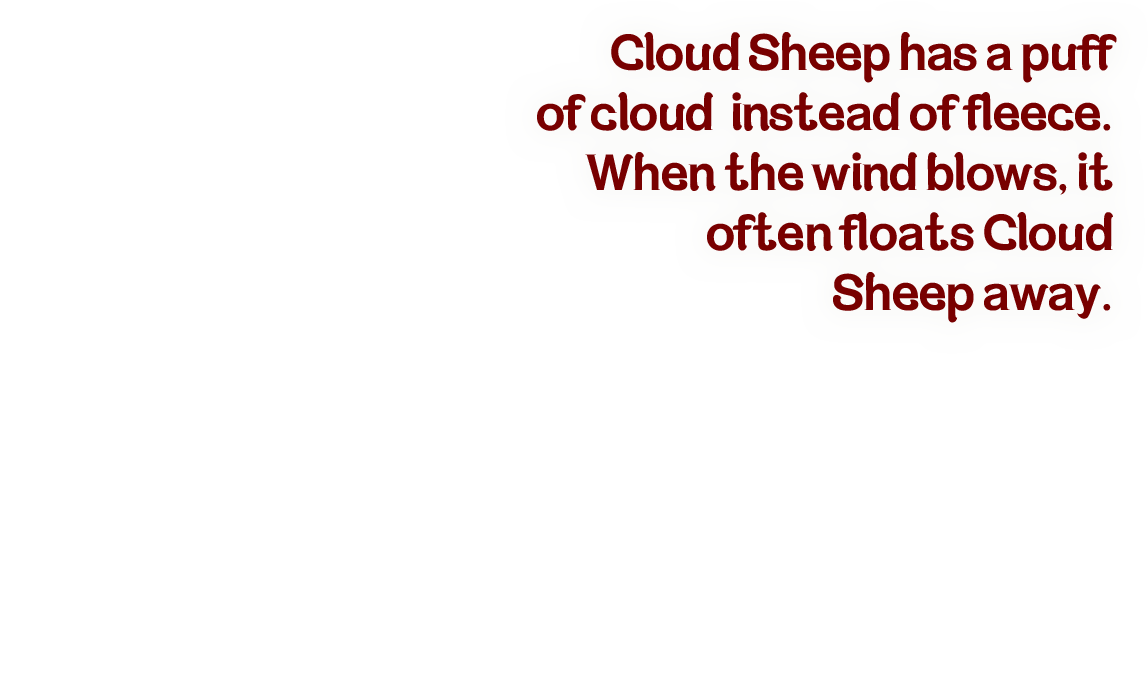 Cloud Sheep has a puff
of cloud  instead of fleece.
When the wind blows, it
often floats Cloud
Sheep away.